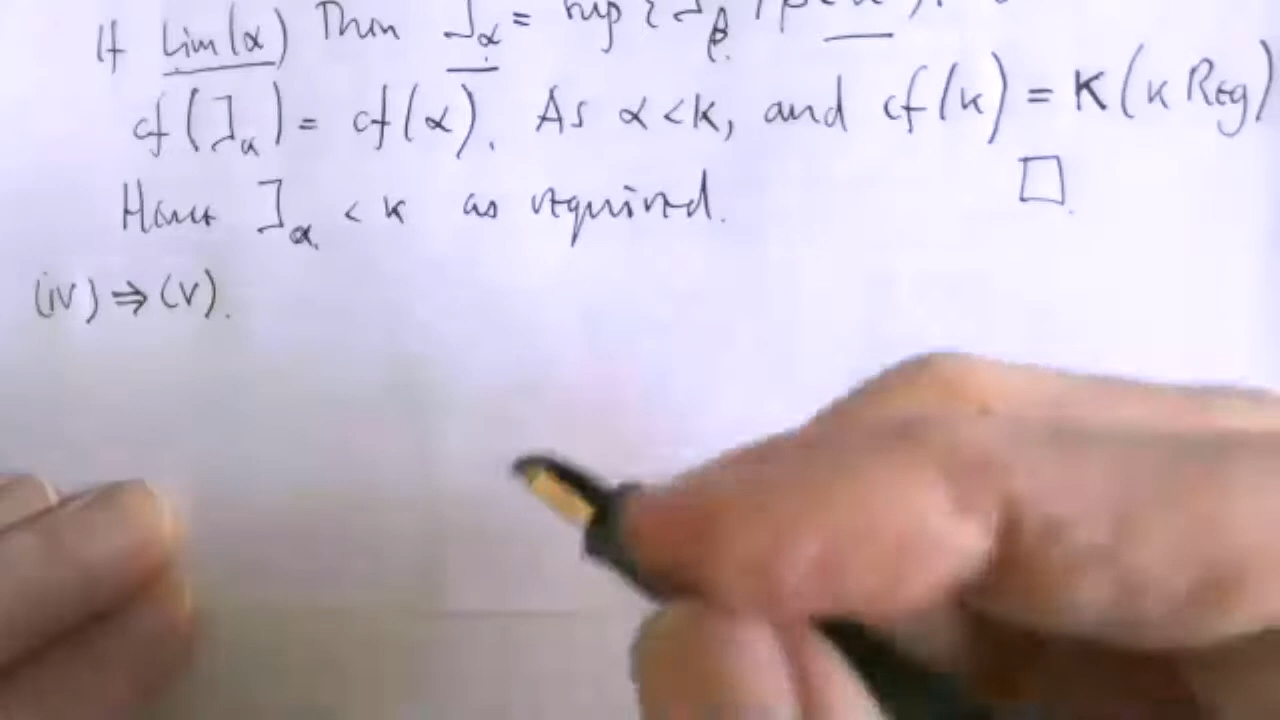 If Lim(α) Then ℶ_α = sup { ℶ_β | β < α }.
cf(ℶ_α) = cf(α). As α < κ, and cf(κ) = κ (κ Reg)
Hence ℶ_α < κ as required. □
(iv) ⇒ (v).